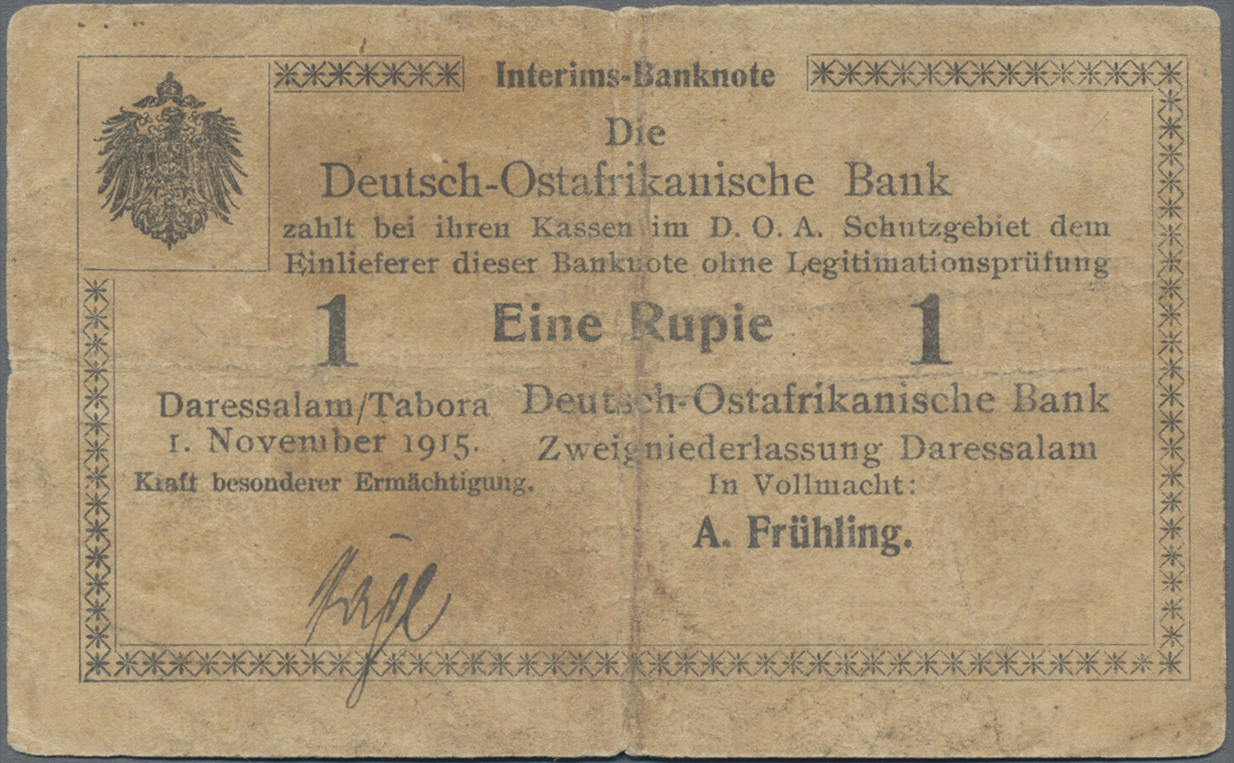 Interims-Banknote
Die
Deutsch-Ostafrikanische Bank
zahlt bei ihren Kassen im D. O. A. Schutzgebiet dem
Einlieferer dieser Banknote ohne Legitimationsprüfung
1 Eine Rupie 1
Daressalam/Tabora
1. November 1915.
Kraft besonderer Ermächtigung.
Deutsch-Ostafrikanische Bank
Zweigniederlassung Daressalam
In Vollmacht:
A. Frühling.